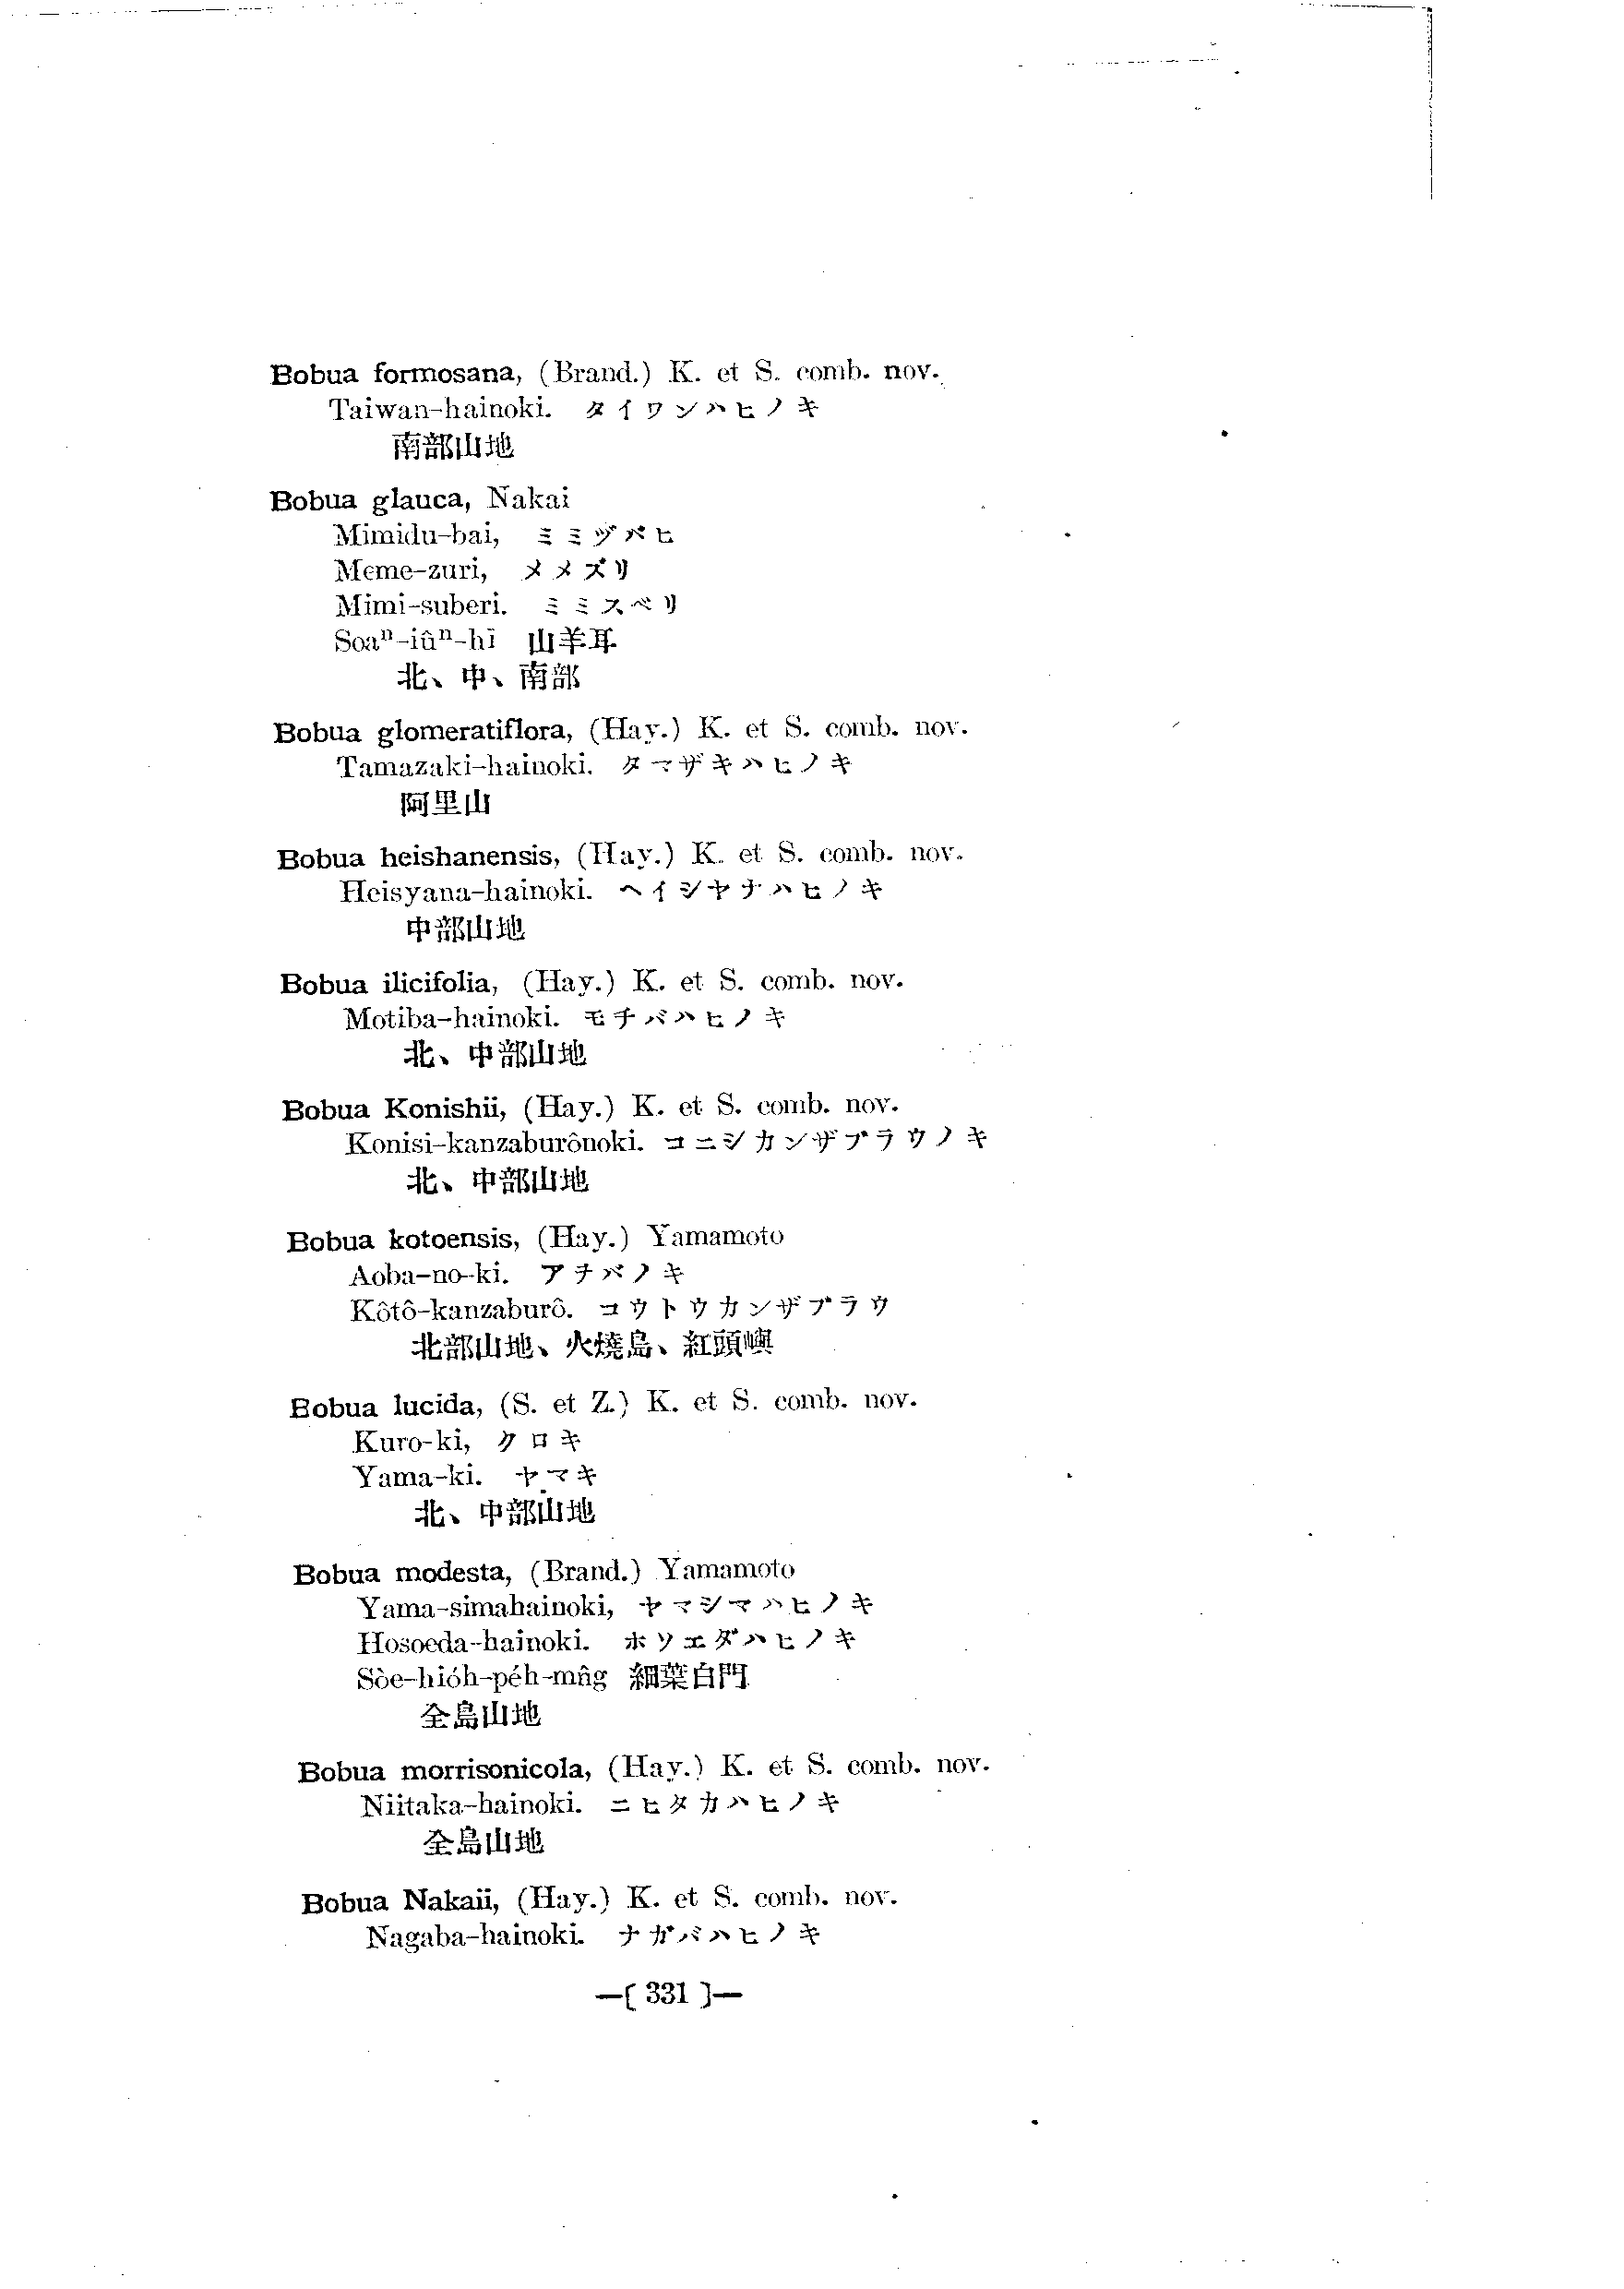 Bobua formosana, (Brand.) K. et S. comb. nov.
Taiwan-hainoki. タイワンハヒノキ
南部山地
Bobua glauca, Nakai
Mimidu-bai, ミミヅバヒ
Meme-zuri, メメズリ
Mimi-suberi. ミミスベリ
Soaⁿ-iûⁿ-hī 山羊耳
北、中、南部
Bobua glomeratiflora, (Hay.) K. et S. comb. nov.
Tamazaki-hainoki. タマザキハヒノキ
阿里山
Bobua heishanensis, (Hay.) K. et S. comb. nov.
Heisyana-hainoki. ヘイシヤナハヒノキ
中部山地
Bobua ilicifolia, (Hay.) K. et S. comb. nov.
Motiba-hainoki. モチバハヒノキ
北、中部山地
Bobua Konishii, (Hay.) K. et S. comb. nov.
Konisi-kanzaburônoki. コニシカンザブラウノキ
北、中部山地
Bobua kotoensis, (Hay.) Yamamoto
Aoba-no-ki. アヲバノキ
Kôtô-kanzaburô. コウトウカンザブラウ
北部山地、火燒島、紅頭嶼
Bobua lucida, (S. et Z.) K. et S. comb. nov.
Kuro-ki, クロキ
Yama-ki. ヤマキ
北、中部山地
Bobua modesta, (Brand.) Yamamoto
Yama-simahainoki, ヤマシマハヒノキ
Hosoeda-hainoki. ホソエダハヒノキ
Sòe-hióh-péh-mn̂g 細葉白門
全島山地
Bobua morrisonicola, (Hay.) K. et S. comb. nov.
Niitaka-hainoki. ニヒタカハヒノキ
全島山地
Bobua Nakaii, (Hay.) K. et S. comb. nov.
Nagaba-hainoki. ナガバハヒノキ
—[ 331 ]—